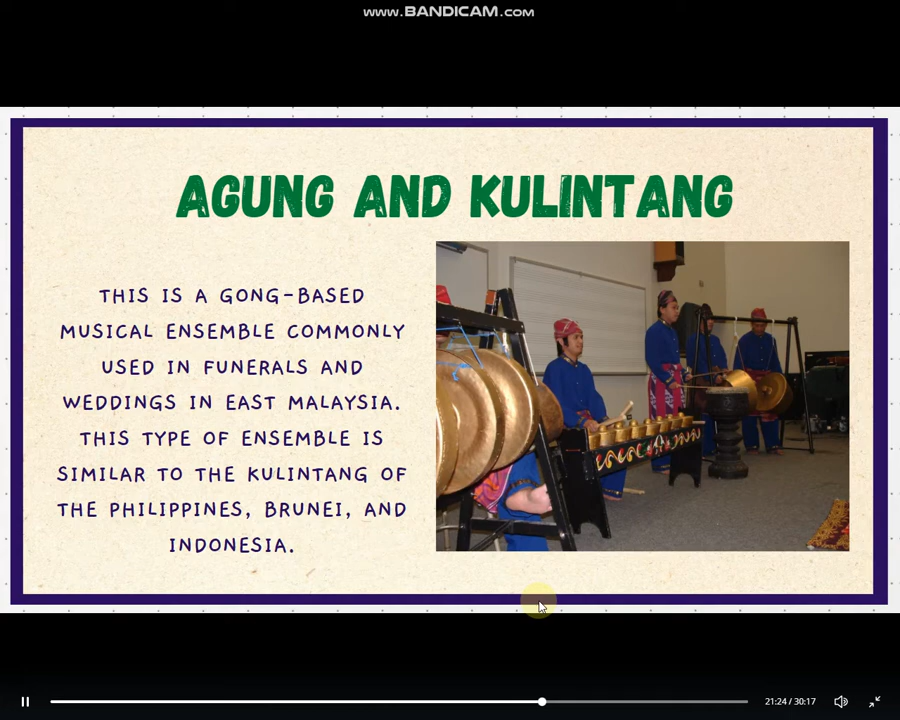 www.BANDICAM.com
AGUNG AND KULINTANG
THIS IS A GONG-BASED
MUSICAL ENSEMBLE COMMONLY
USED IN FUNERALS AND
WEDDINGS IN EAST MALAYSIA.
THIS TYPE OF ENSEMBLE IS
SIMILAR TO THE KULINTANG OF
THE PHILIPPINES, BRUNEI, AND
INDONESIA.
21:24 / 30:17